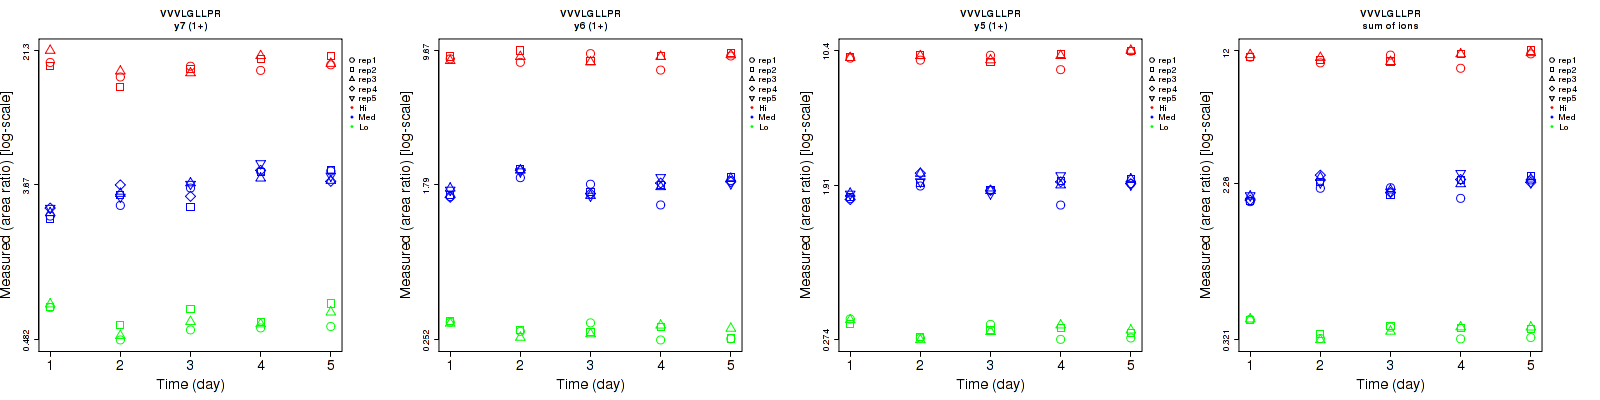 VVVLGLLPR
y7 (1+)
Measured (area ratio) [log-scale]
21.3
3.67
0.482
1 2 3 4 5
Time (day)
rep1
rep2
rep3
rep4
rep5
Hi
Med
Lo
VVVLGLLPR
y6 (1+)
Measured (area ratio) [log-scale]
9.67
1.79
0.252
1 2 3 4 5
Time (day)
rep1
rep2
rep3
rep4
rep5
Hi
Med
Lo
VVVLGLLPR
y5 (1+)
Measured (area ratio) [log-scale]
10.4
1.91
0.274
1 2 3 4 5
Time (day)
rep1
rep2
rep3
rep4
rep5
Hi
Med
Lo
VVVLGLLPR
sum of ions
Measured (area ratio) [log-scale]
12
2.26
0.321
1 2 3 4 5
Time (day)
rep1
rep2
rep3
rep4
rep5
Hi
Med
Lo